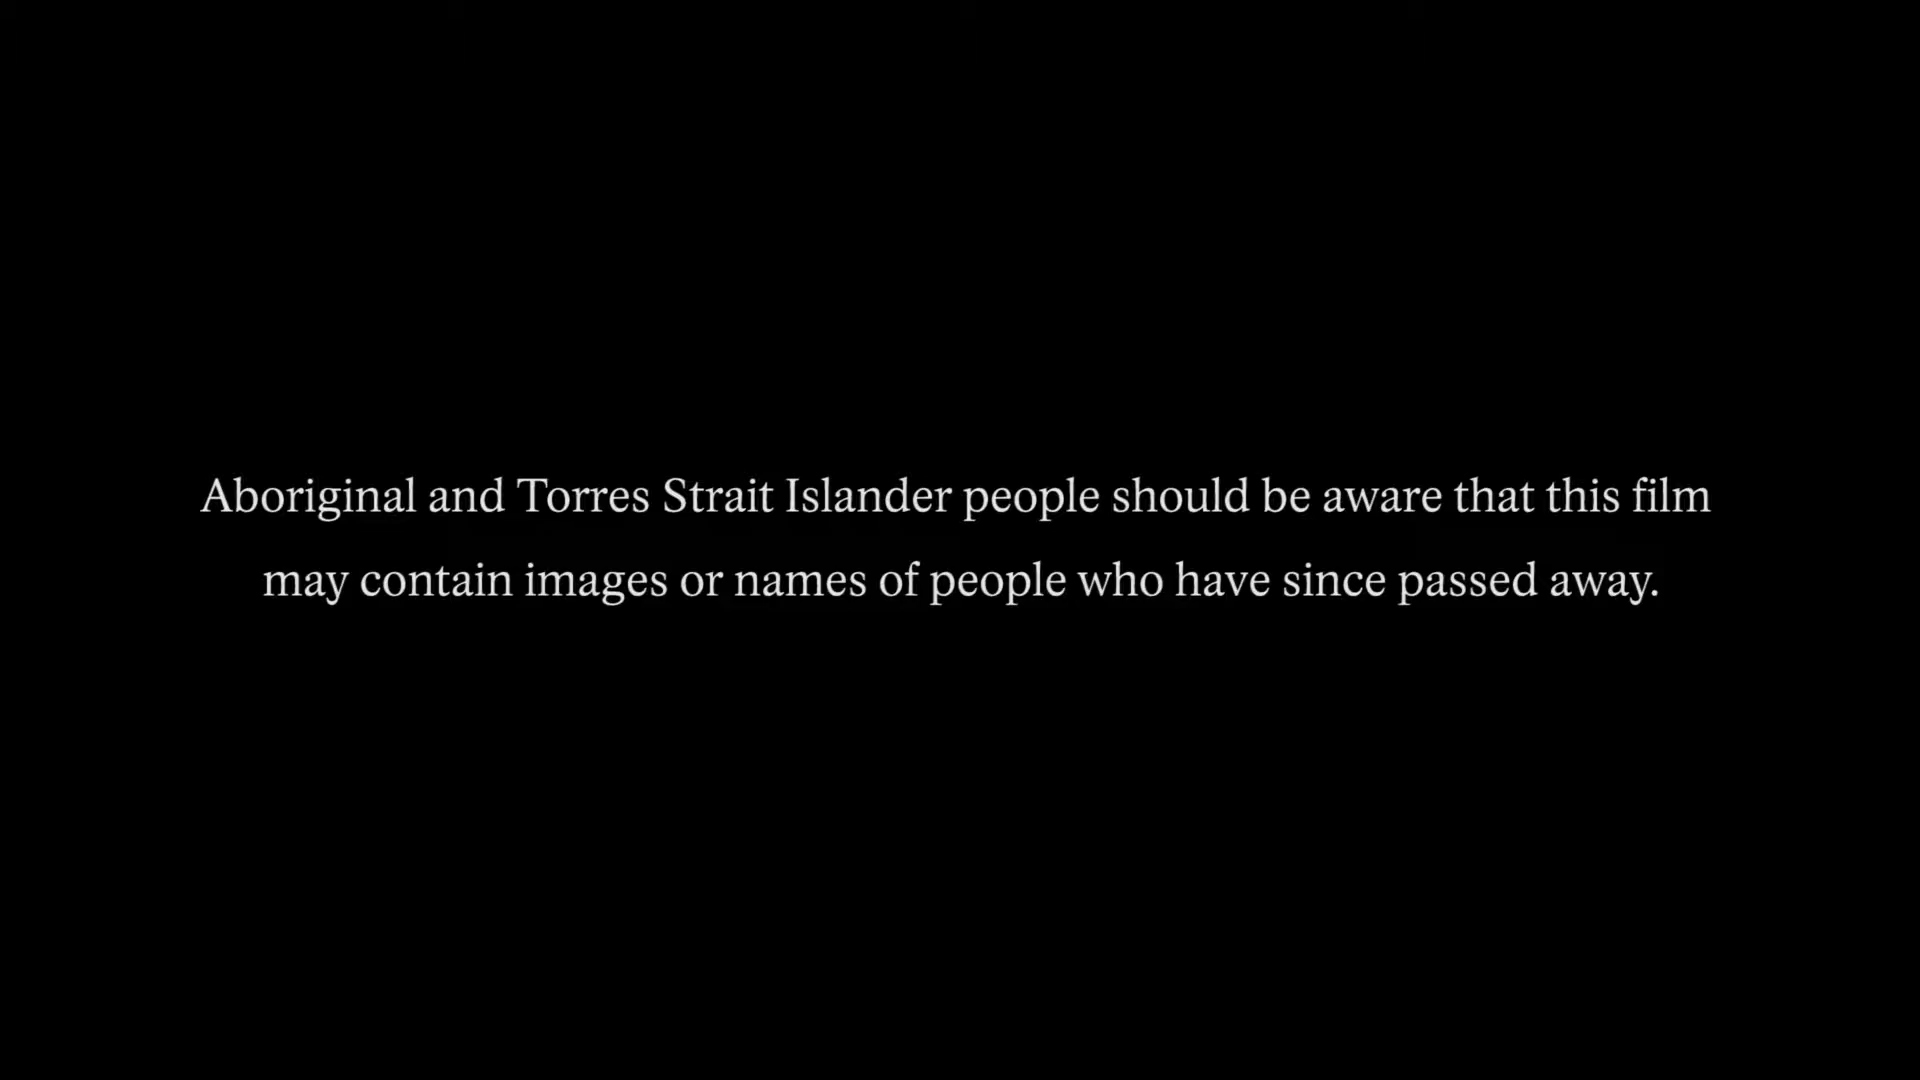 Aboriginal and Torres Strait Islander people should be aware that this film
may contain images or names of people who have since passed away.